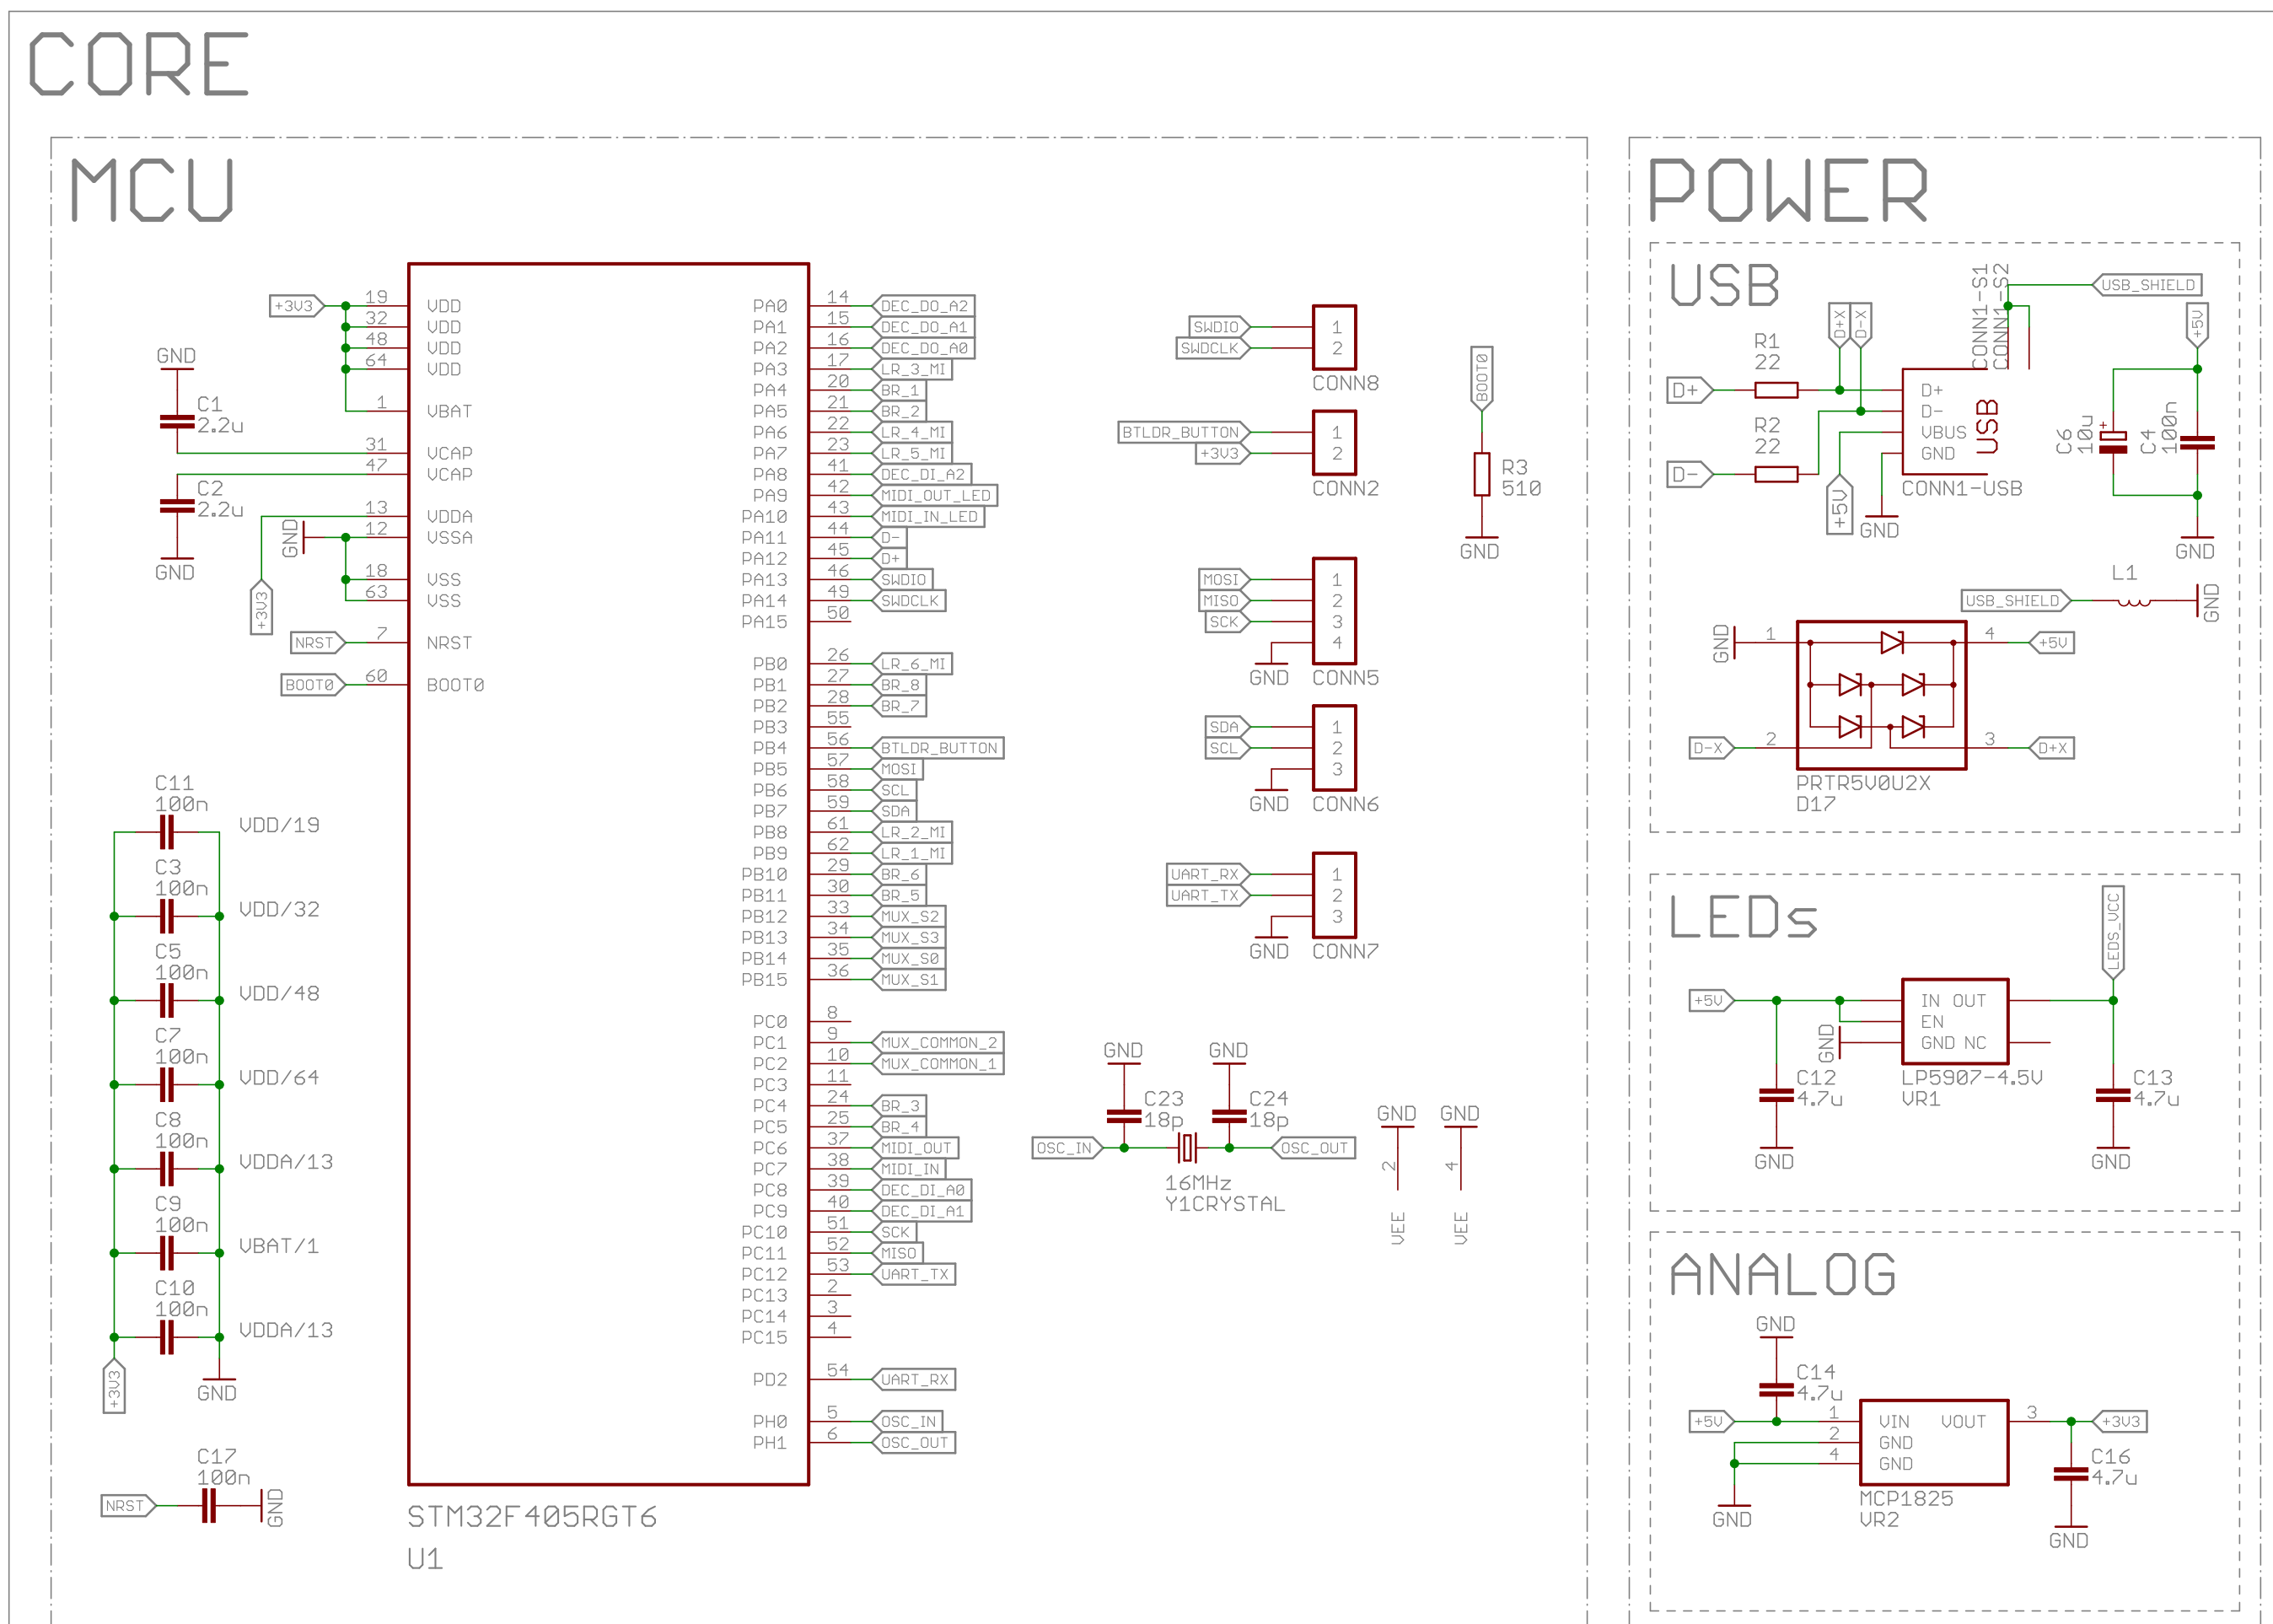 CORE
MCU
+3V3
19 VDD
32 VDD
48 VDD
64 VDD
1 VBAT
GND
C1
2.2u
31 VCAP
47 VCAP
C2
2.2u
GND
13 VDDA
GND
12 VSSA
18 VSS
63 VSS
+3V3
NRST 7 NRST
BOOT0 60 BOOT0
PA0 14 DEC_DO_A2
PA1 15 DEC_DO_A1
PA2 16 DEC_DO_A0
PA3 17 LR_3_MI
PA4 20 BR_1
PA5 21 BR_2
PA6 22 LR_4_MI
PA7 23 LR_5_MI
PA8 41 DEC_DI_A2
PA9 42 MIDI_OUT_LED
PA10 43 MIDI_IN_LED
PA11 44 D-
PA12 45 D+
PA13 46 SWDIO
PA14 49 SWDCLK
PA15 50
PB0 26 LR_6_MI
PB1 27 BR_8
PB2 28 BR_7
PB3 55
PB4 56 BTLDR_BUTTON
PB5 57 MOSI
PB6 58 SCL
PB7 59 SDA
PB8 61 LR_2_MI
PB9 62 LR_1_MI
PB10 29 BR_6
PB11 30 BR_5
PB12 33 MUX_S2
PB13 34 MUX_S3
PB14 35 MUX_S0
PB15 36 MUX_S1
PC0 8
PC1 9 MUX_COMMON_2
PC2 10 MUX_COMMON_1
PC3 11
PC4 24 BR_3
PC5 25 BR_4
PC6 37 MIDI_OUT
PC7 38 MIDI_IN
PC8 39 DEC_DI_A0
PC9 40 DEC_DI_A1
PC10 51 SCK
PC11 52 MISO
PC12 53 UART_TX
PC13 2
PC14 3
PC15 4
PD2 54 UART_RX
PH0 5 OSC_IN
PH1 6 OSC_OUT
STM32F405RGT6
U1
C11
100n
VDD/19
C3
100n
VDD/32
C5
100n
VDD/48
C7
100n
VDD/64
C8
100n
VDDA/13
C9
100n
VBAT/1
C10
100n
VDDA/13
+3V3
GND
C17
100n
NRST
GND
SWDIO 1
SWDCLK 2
CONN8
BTLDR_BUTTON 1
+3V3 2
CONN2
BOOT0
R3
510
GND
MOSI 1
MISO 2
SCK 3
4
GND CONN5
SDA 1
SCL 2
3
GND CONN6
UART_RX 1
UART_TX 2
3
GND CONN7
GND GND
C23
18p
C24
18p
OSC_IN OSC_OUT
16MHz
Y1CRYSTAL
GND GND
2 4
VEE VEE
POWER
USB
CONN1-S1
CONN1-S2
USB_SHIELD
D+X
D-X
+5V
R1
22
D+
R2
22
D-
D+
D-
VBUS
GND
USB
CONN1-USB
+5V
GND
C6
10u
+
C4
100n
GND
L1
USB_SHIELD
GND
GND 1 4 +5V
D-X 2 3 D+X
PRTR5V0U2X
D17
LEDs
LEDS_VCC
+5V
IN OUT
EN
GND NC
GND
LP5907-4.5V
VR1
C12
4.7u
GND
C13
4.7u
GND
ANALOG
GND
C14
4.7u
+5V 1 VIN VOUT 3 +3V3
2 GND
4 GND
GND
MCP1825
VR2
C16
4.7u
GND